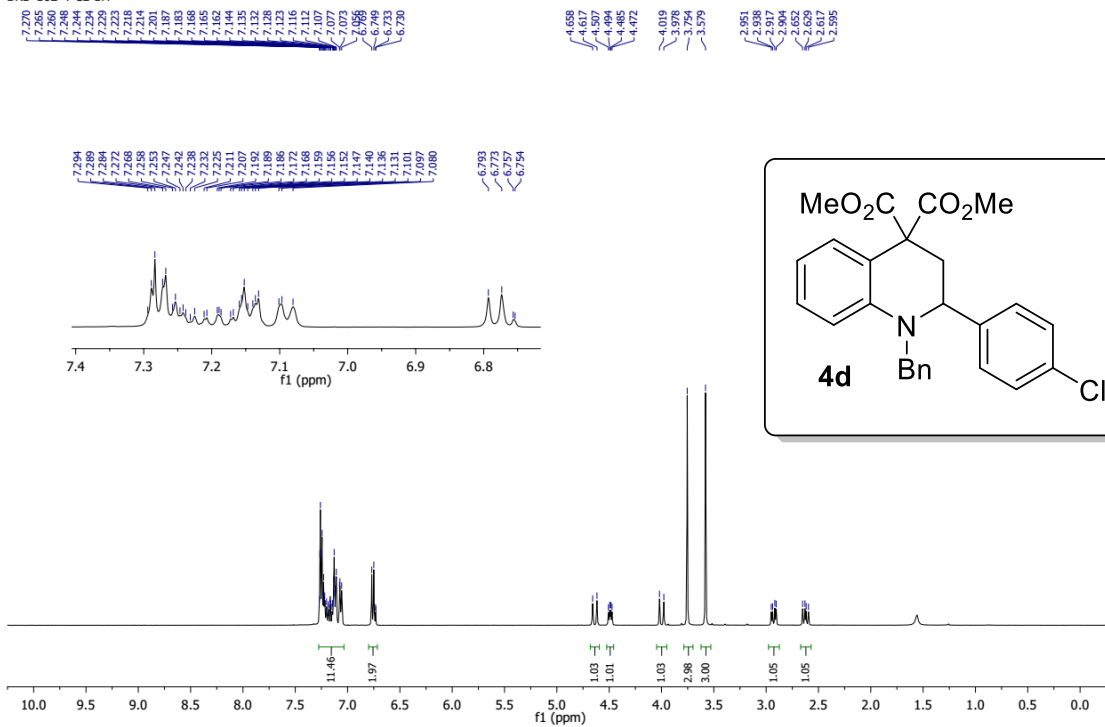 7.270 7.265 7.260 7.248 7.244 7.234 7.229 7.223 7.218 7.214 7.201 7.187 7.183 7.168 7.165 7.162 7.144 7.135 7.132 7.128 7.123 7.116 7.112 7.107 7.077 7.073 7.056 6.769 6.749 6.733 6.730
4.658 4.617 4.507 4.494 4.485 4.472 4.019 3.978 3.754 3.579
2.951 2.938 2.917 2.904 2.652 2.629 2.617 2.595
7.294 7.289 7.284 7.272 7.268 7.258 7.253 7.247 7.242 7.238 7.232 7.225 7.211 7.207 7.192 7.189 7.186 7.172 7.168 7.159 7.156 7.152 7.147 7.140 7.136 7.131 7.101 7.097 7.080
6.793 6.773 6.757 6.754
7.4 7.3 7.2 7.1 7.0 6.9 6.8
f1 (ppm)
MeO2C CO2Me
N
4d Bn
Cl
11.46 1.97 1.03 1.01 1.03 2.98 3.00 1.05 1.05
10.0 9.5 9.0 8.5 8.0 7.5 7.0 6.5 6.0 5.5 5.0 4.5 4.0 3.5 3.0 2.5 2.0 1.5 1.0 0.5 0.0
f1 (ppm)